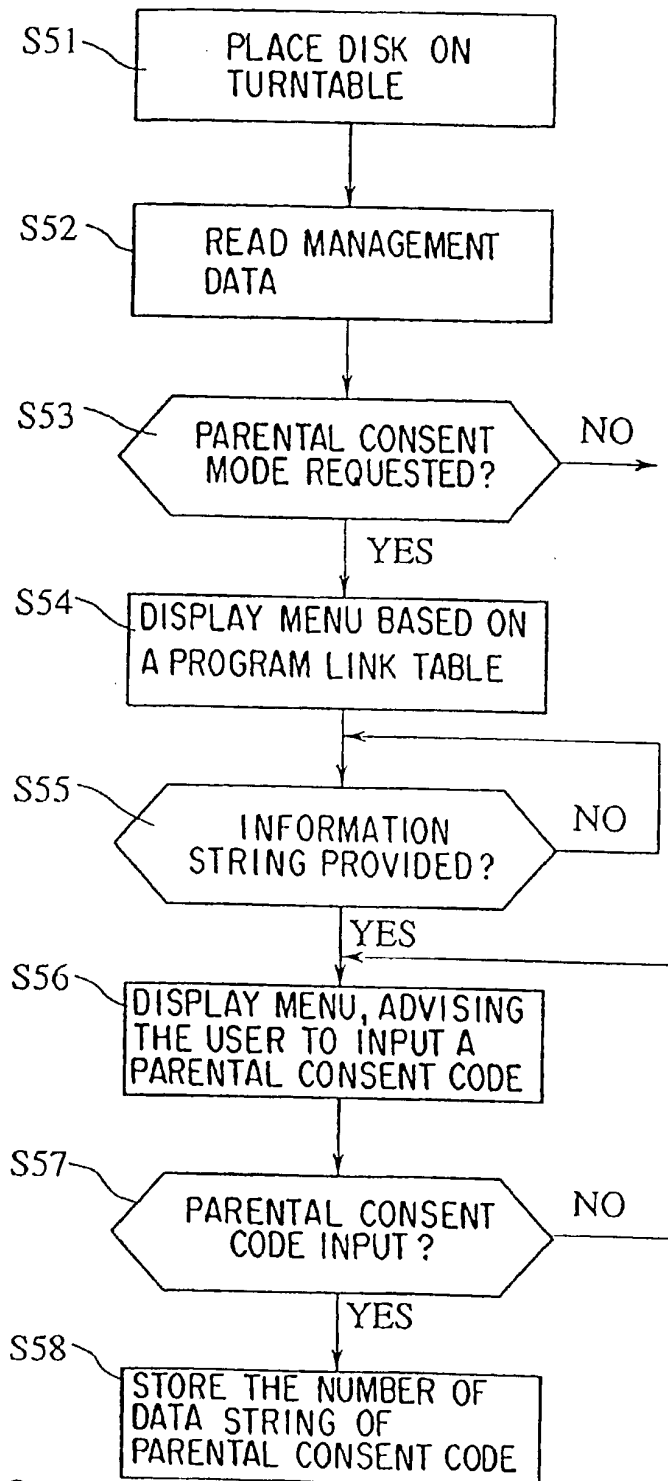 S51
PLACE DISK ON
TURNTABLE
S52
READ MANAGEMENT
DATA
S53
PARENTAL CONSENT
MODE REQUESTED?
NO
YES
S54
DISPLAY MENU BASED ON
A PROGRAM LINK TABLE
S55
INFORMATION
STRING PROVIDED?
NO
YES
S56
DISPLAY MENU, ADVISING
THE USER TO INPUT A
PARENTAL CONSENT CODE
S57
PARENTAL CONSENT
CODE INPUT?
NO
YES
S58
STORE THE NUMBER OF
DATA STRING OF
PARENTAL CONSENT CODE